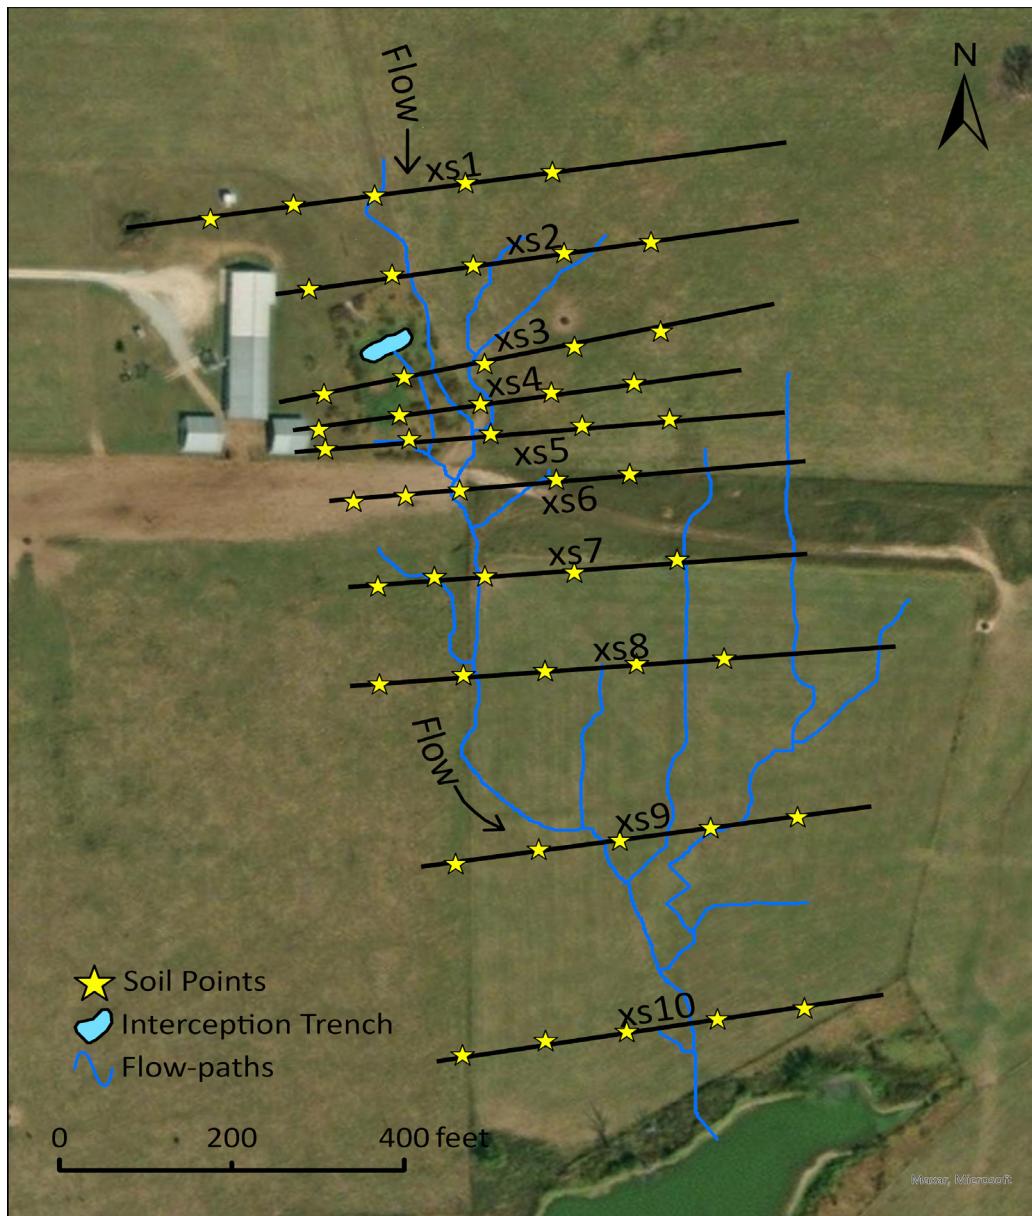 N
Flow
xs1
xs2
xs3
xs4
xs5
xs6
xs7
xs8
Flow
xs9
xs10
Soil Points
Interception Trench
Flow-paths
0 200 400 feet
Maxar, Microsoft